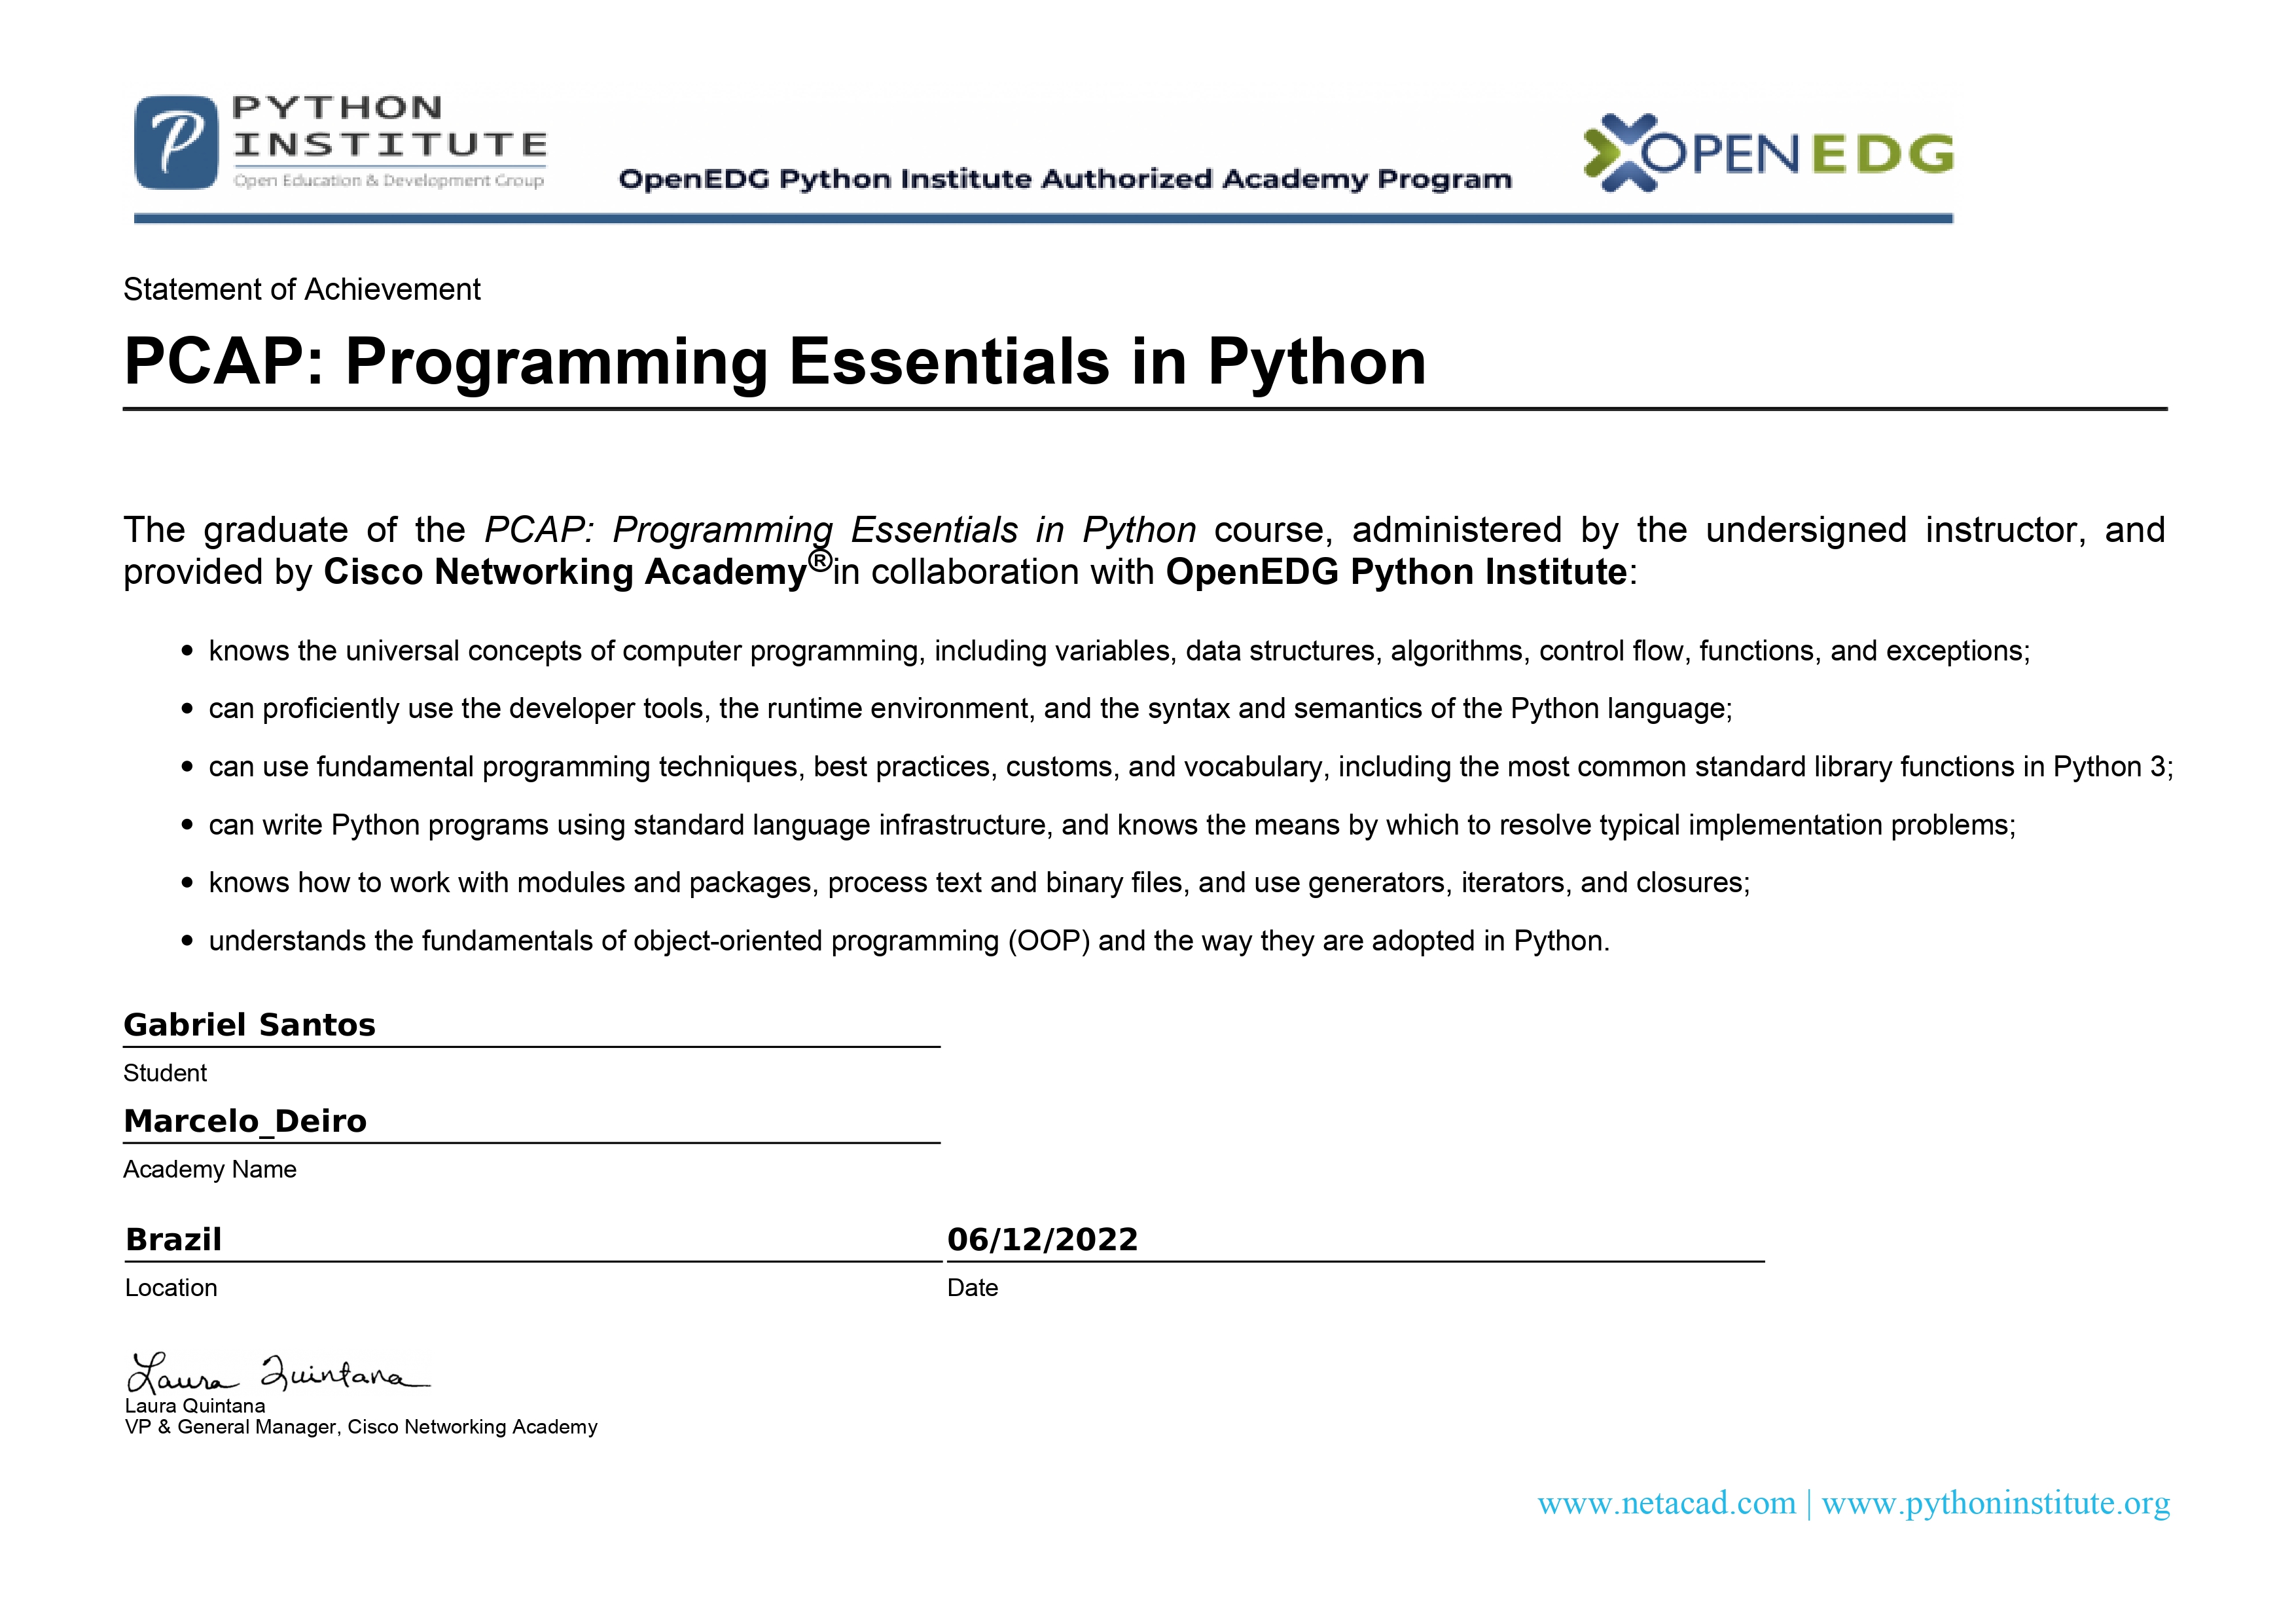 PYTHON
INSTITUTE
Open Education & Development Group
OpenEDG Python Institute Authorized Academy Program
OPENEDG
Statement of Achievement
PCAP: Programming Essentials in Python
The graduate of the PCAP: Programming Essentials in Python course, administered by the undersigned instructor, and
provided by Cisco Networking Academy®in collaboration with OpenEDG Python Institute:
• knows the universal concepts of computer programming, including variables, data structures, algorithms, control flow, functions, and exceptions;
• can proficiently use the developer tools, the runtime environment, and the syntax and semantics of the Python language;
• can use fundamental programming techniques, best practices, customs, and vocabulary, including the most common standard library functions in Python 3;
• can write Python programs using standard language infrastructure, and knows the means by which to resolve typical implementation problems;
• knows how to work with modules and packages, process text and binary files, and use generators, iterators, and closures;
• understands the fundamentals of object-oriented programming (OOP) and the way they are adopted in Python.
Gabriel Santos
Student
Marcelo_Deiro
Academy Name
Brazil 06/12/2022
Location Date
Laura Quintana
Laura Quintana
VP & General Manager, Cisco Networking Academy
www.netacad.com | www.pythoninstitute.org